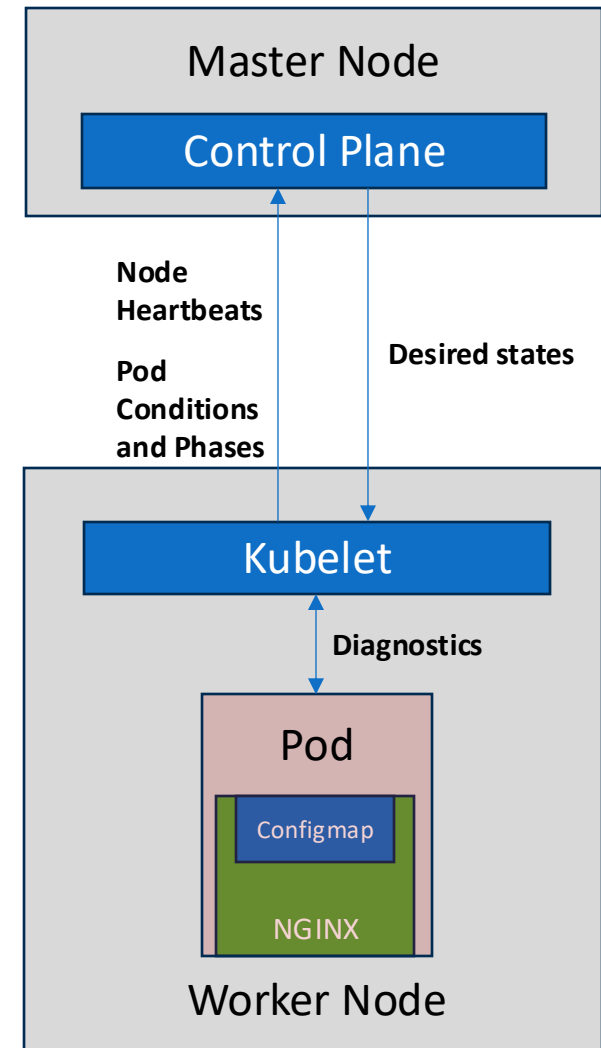 Master Node
Control Plane
Node
Heartbeats
Pod
Conditions
and Phases
Desired states
Kubelet
Diagnostics
Pod
Configmap
NGINX
Worker Node